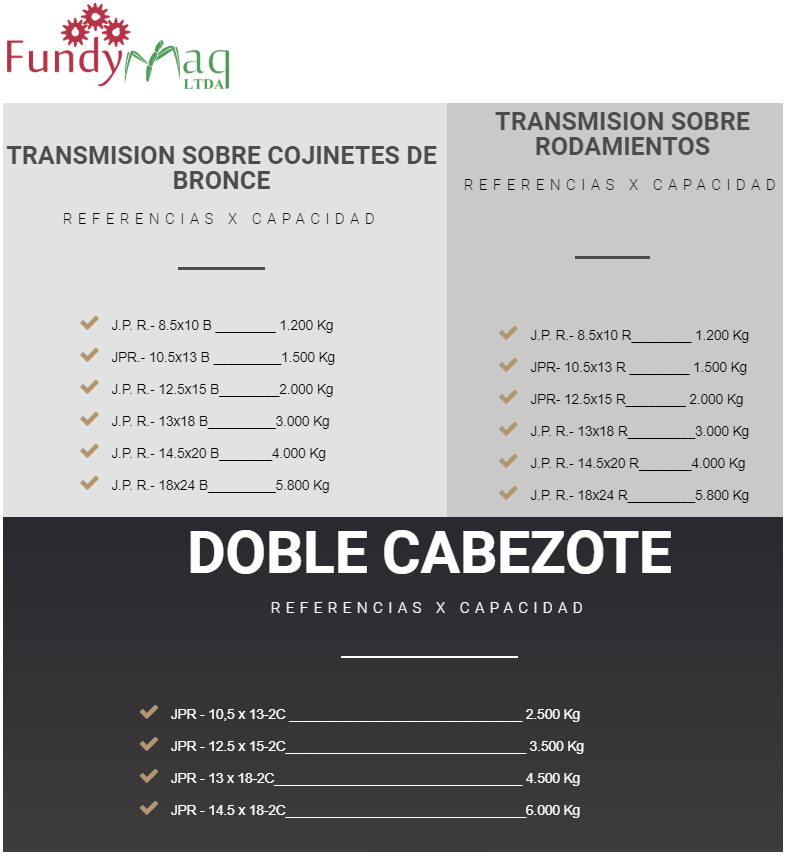 FundyMaq
LTDA
TRANSMISION SOBRE COJINETES DE
BRONCE
REFERENCIAS X CAPACIDAD
J.P. R.- 8.5x10 B ________ 1.200 Kg
JPR.- 10.5x13 B _________1.500 Kg
J.P. R.- 12.5x15 B________2.000 Kg
J.P. R.- 13x18 B_________3.000 Kg
J.P. R.- 14.5x20 B_______4.000 Kg
J.P. R.- 18x24 B_________5.800 Kg
TRANSMISION SOBRE
RODAMIENTOS
REFERENCIAS X CAPACIDAD
J.P. R.- 8.5x10 R________ 1.200 Kg
JPR- 10.5x13 R ________ 1.500 Kg
JPR- 12.5x15 R________ 2.000 Kg
J.P. R.- 13x18 R_________3.000 Kg
J.P. R.- 14.5x20 R_______4.000 Kg
J.P. R.- 18x24 R_________5.800 Kg
DOBLE CABEZOTE
REFERENCIAS X CAPACIDAD
JPR - 10,5 x 13-2C _______________________________ 2.500 Kg
JPR - 12.5 x 15-2C________________________________ 3.500 Kg
JPR - 13 x 18-2C_________________________________ 4.500 Kg
JPR - 14.5 x 18-2C________________________________6.000 Kg